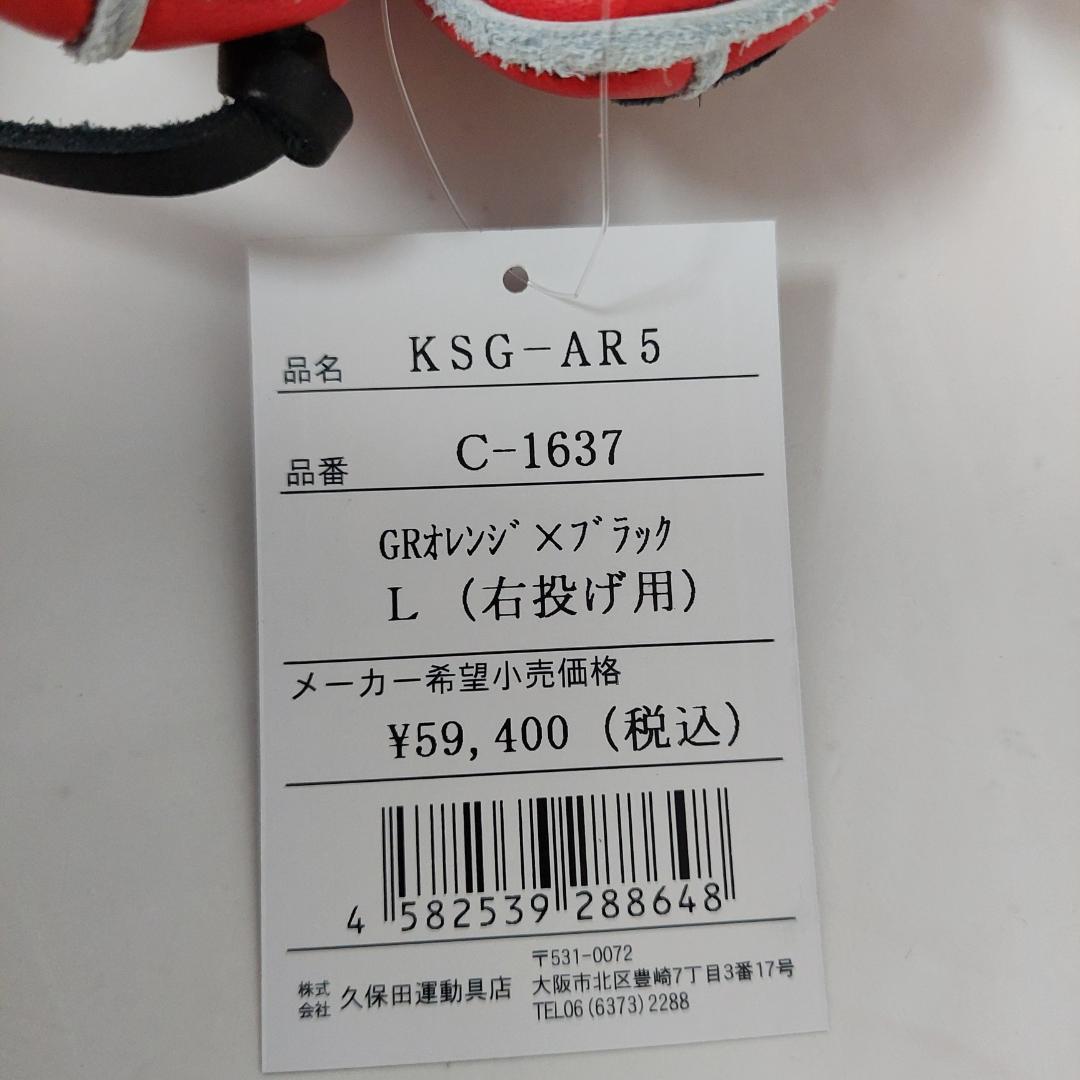 品名 KSG-AR5
品番 C-1637
GRｵﾚﾝｼﾞ×ﾌﾞﾗｯｸ
L (右投げ用)
メーカー希望小売価格
¥59,400 (税込)
4 582539 288648
株式会社 久保田運動具店
〒531-0072
大阪市北区豊崎7丁目3番17号
TEL06(6373)2288